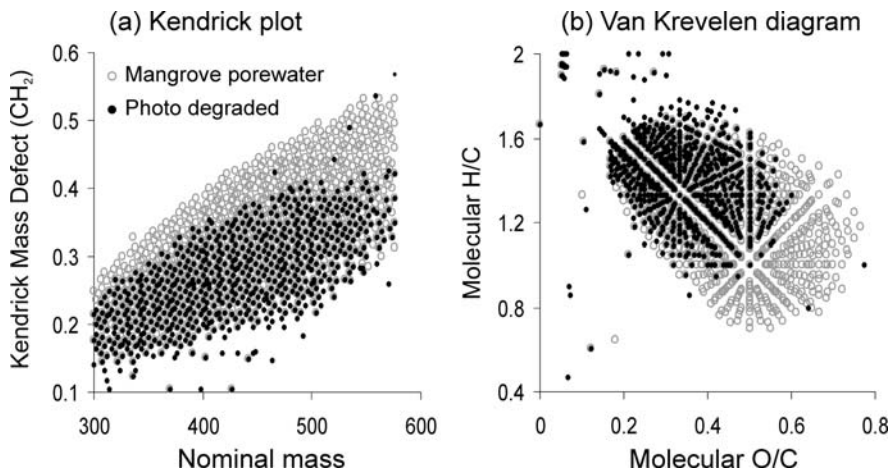 (a) Kendrick plot
Kendrick Mass Defect (CH₂)
0.6
0.5
0.4
0.3
0.2
0.1
Mangrove porewater
Photo degraded
300
400
500
600
Nominal mass
(b) Van Krevelen diagram
Molecular H/C
2
1.6
1.2
0.8
0.4
0
0.2
0.4
0.6
0.8
Molecular O/C